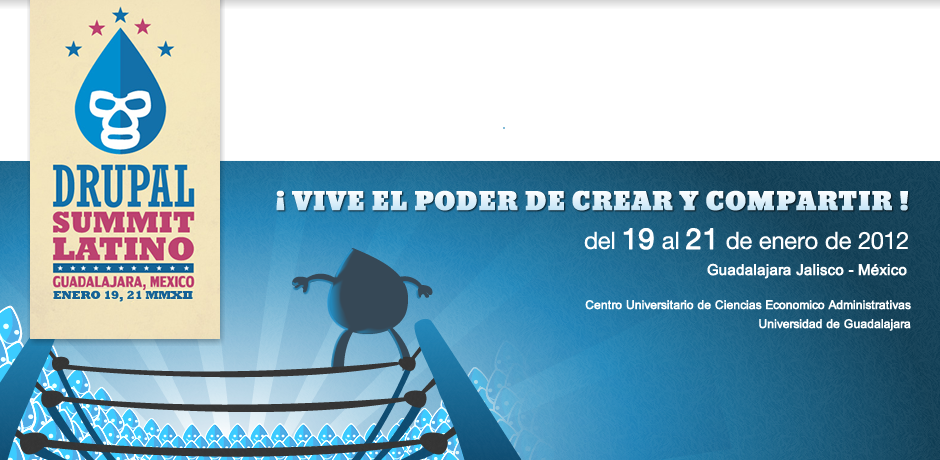 DRUPAL
SUMMIT
LATINO
GUADALAJARA, MEXICO
ENERO 19, 21 MMXII
¡ VIVE EL PODER DE CREAR Y COMPARTIR !
del 19 al 21 de enero de 2012
Guadalajara Jalisco - México
Centro Universitario de Ciencias Economico Administrativas
Universidad de Guadalajara